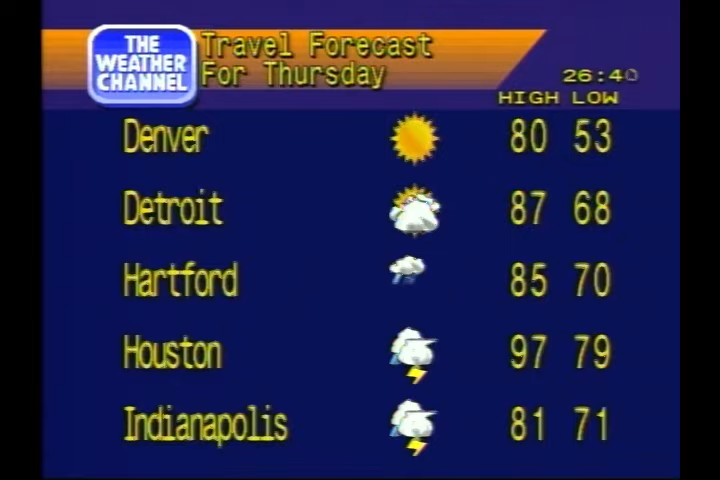 THE
WEATHER
CHANNEL
Travel Forecast
For Thursday
26:40
HIGH LOW
Denver 80 53
Detroit 87 68
Hartford 85 70
Houston 97 79
Indianapolis 81 71